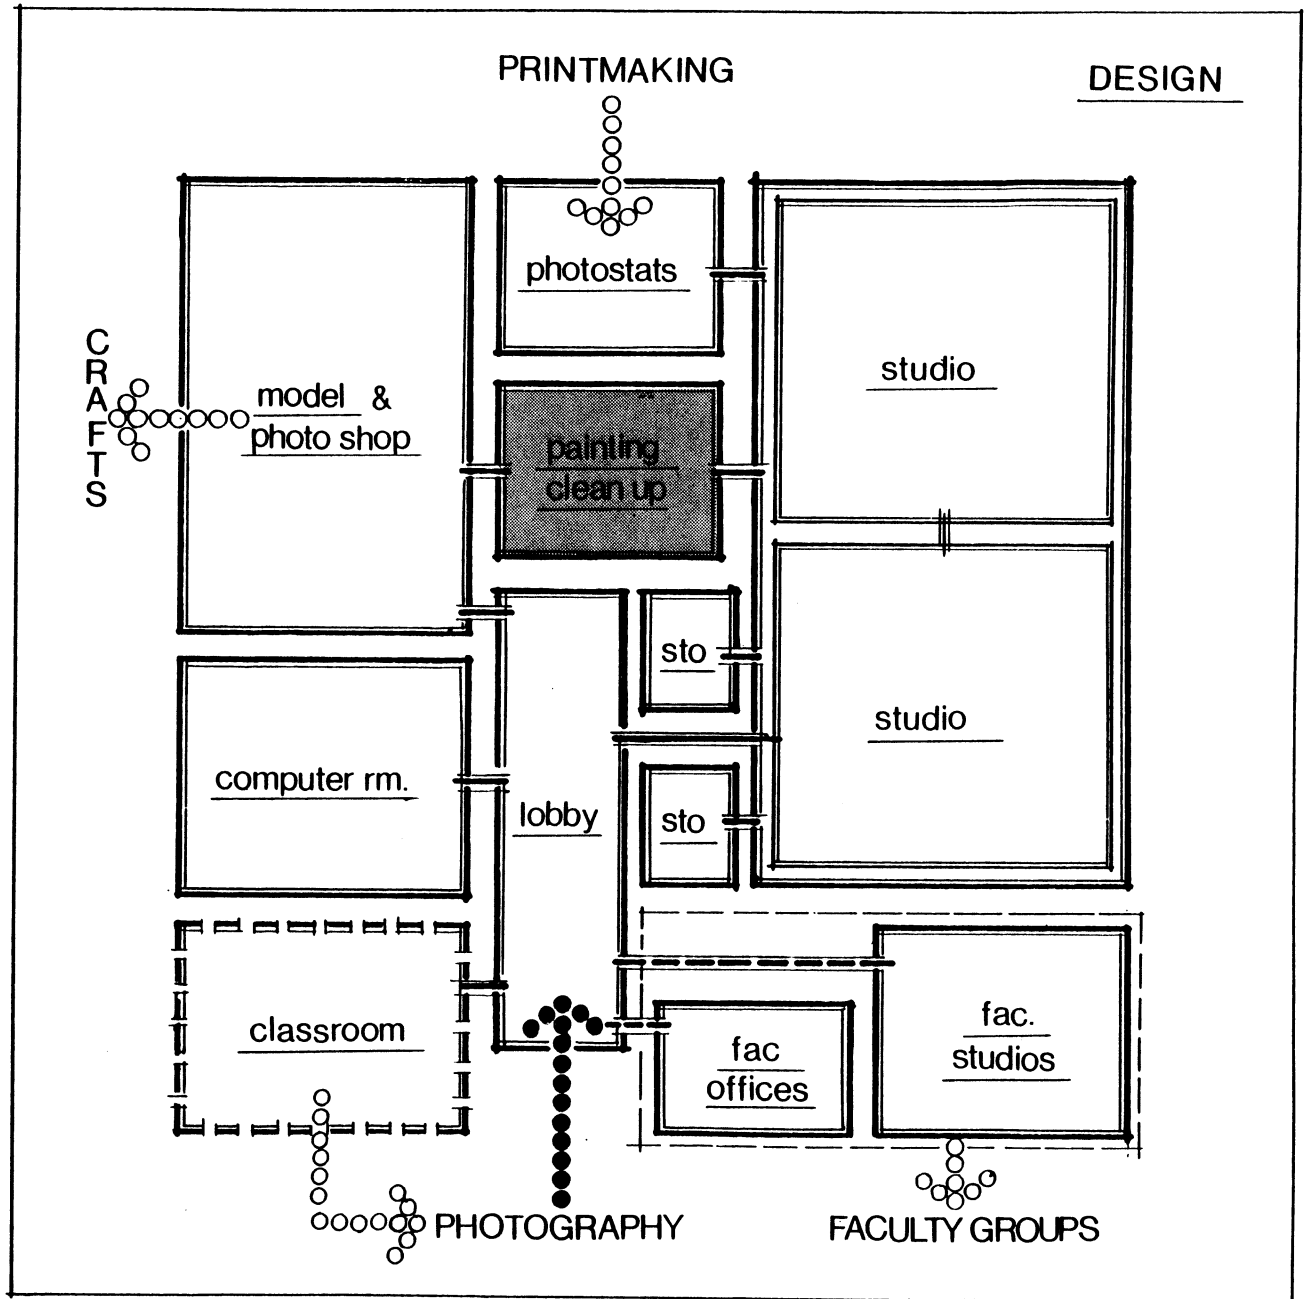 PRINTMAKING
DESIGN
photostats
studio
CRAFTS
model &
photo shop
painting
clean up
sto
studio
computer rm.
lobby
sto
classroom
fac.
studios
fac
offices
PHOTOGRAPHY
FACULTY GROUPS